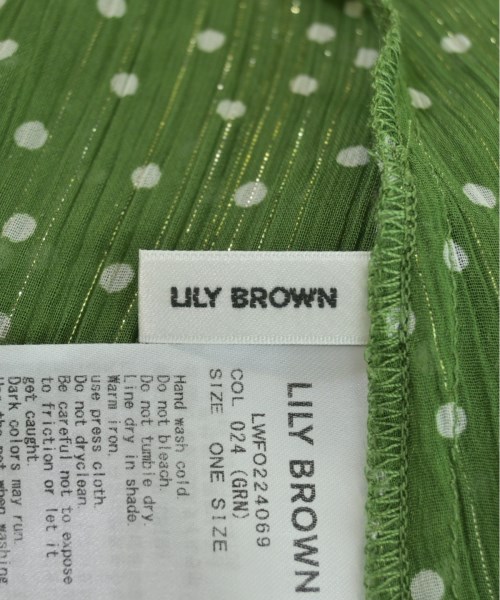 LILY BROWN
LILY BROWN
LWFO224069
COL 024 (GRN)
SIZE ONE SIZE
Hand wash cold.
Do not bleach.
Do not tumble dry.
Line dry in shade.
Warm iron.
use press cloth.
Do not dryclean.
Be careful not to expose
to friction or let it
get caught.
Dark colors may run.
when washing